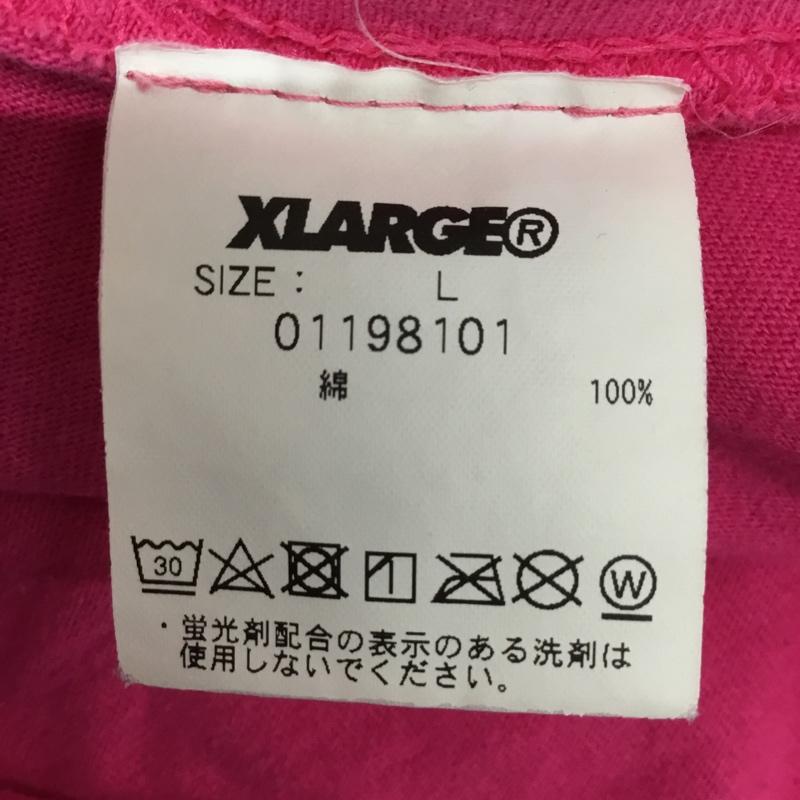 XLARGE®
SIZE : L
01198101
綿 100%
30 W
・蛍光剤配合の表示のある洗剤は
使用しないでください。